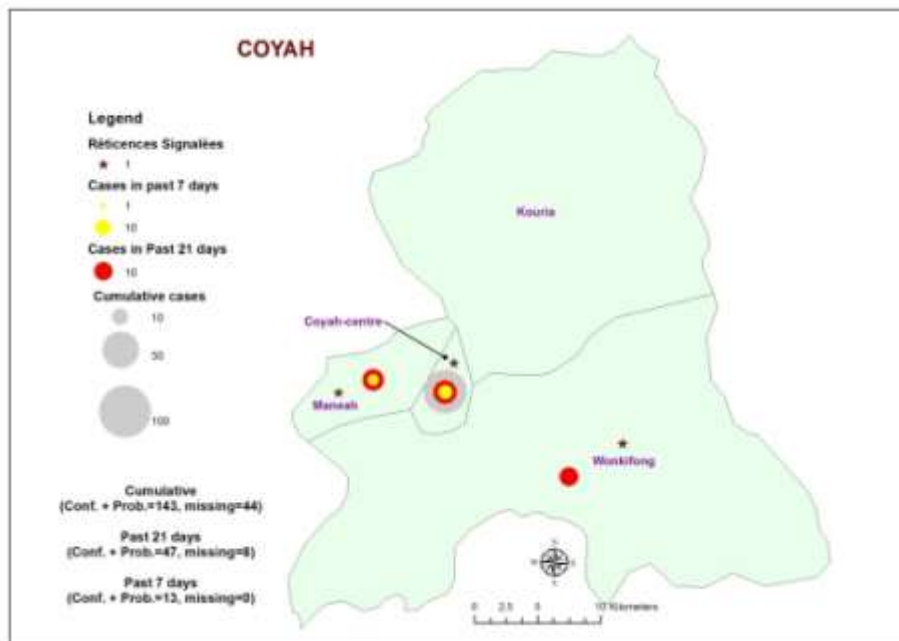 COYAH
Legend
Réticences Signalées
1
Cases in past 7 days
1
10
Cases in Past 21 days
10
Cumulative cases
10
50
100
Cumulative
(Conf. + Prob.=143, missing=44)
Past 21 days
(Conf. + Prob.=47, missing=8)
Past 7 days
(Conf. + Prob.=13, missing=0)
Kouria
Coyah-centre
Maneah
Wonkifong
0 2.5 5 10 Kilometers